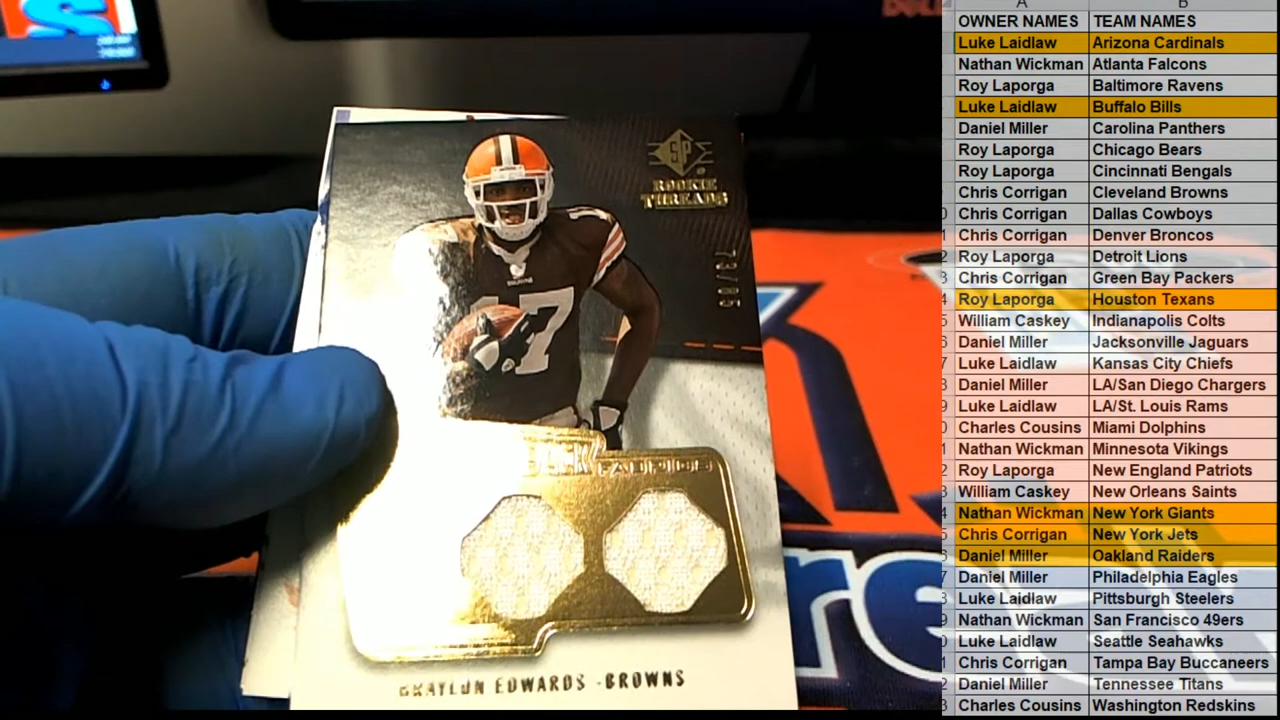 SP
ROOKIE
THREADS
73/85
17
BROWNS
FABRICS
BRAYLON EDWARDS - BROWNS
A B
OWNER NAMES TEAM NAMES
Luke Laidlaw Arizona Cardinals
Nathan Wickman Atlanta Falcons
Roy Laporga Baltimore Ravens
Luke Laidlaw Buffalo Bills
Daniel Miller Carolina Panthers
Roy Laporga Chicago Bears
Roy Laporga Cincinnati Bengals
Chris Corrigan Cleveland Browns
Chris Corrigan Dallas Cowboys
Chris Corrigan Denver Broncos
Roy Laporga Detroit Lions
Chris Corrigan Green Bay Packers
Roy Laporga Houston Texans
William Caskey Indianapolis Colts
Daniel Miller Jacksonville Jaguars
Luke Laidlaw Kansas City Chiefs
Daniel Miller LA/San Diego Chargers
Luke Laidlaw LA/St. Louis Rams
Charles Cousins Miami Dolphins
Nathan Wickman Minnesota Vikings
Roy Laporga New England Patriots
William Caskey New Orleans Saints
Nathan Wickman New York Giants
Chris Corrigan New York Jets
Daniel Miller Oakland Raiders
Daniel Miller Philadelphia Eagles
Luke Laidlaw Pittsburgh Steelers
Nathan Wickman San Francisco 49ers
Luke Laidlaw Seattle Seahawks
Chris Corrigan Tampa Bay Buccaneers
Daniel Miller Tennessee Titans
Charles Cousins Washington Redskins